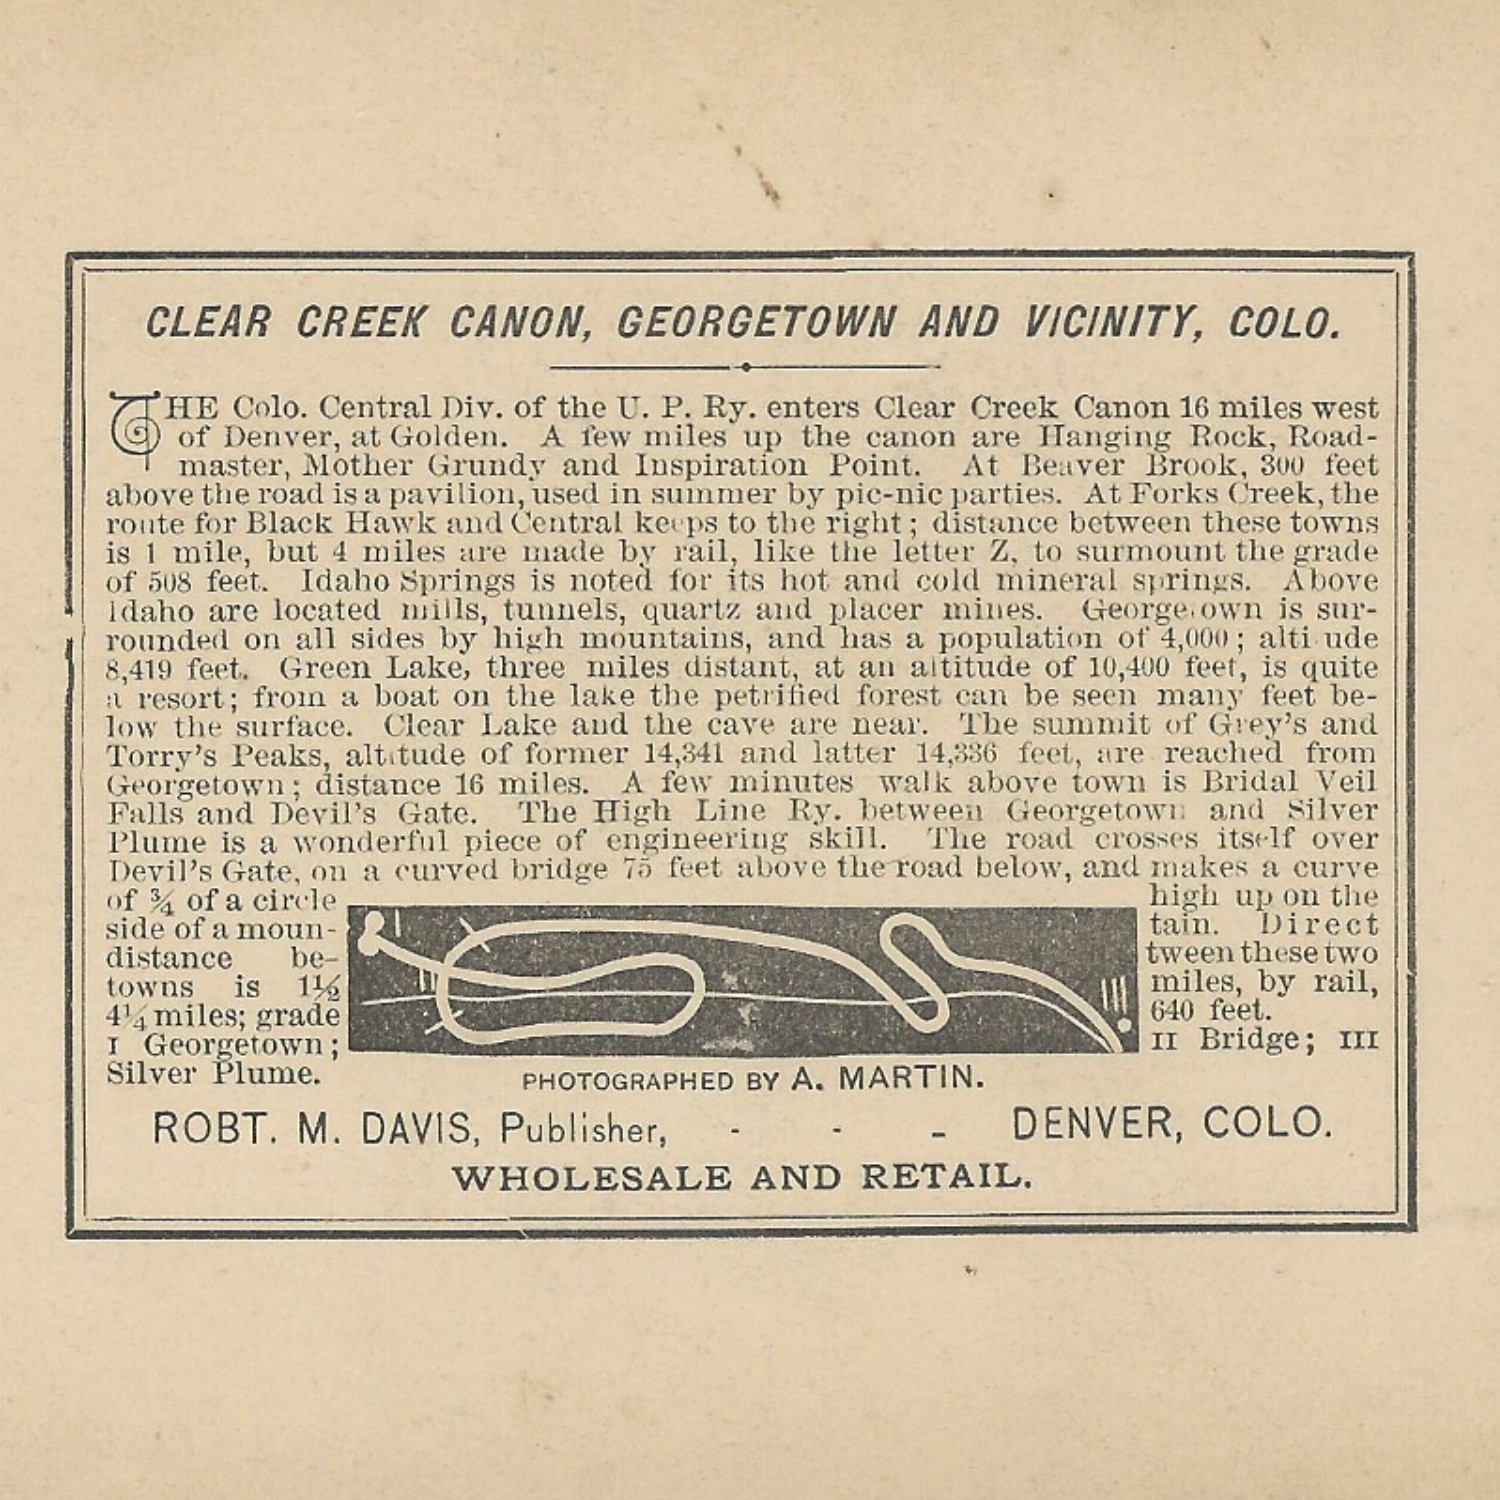 CLEAR CREEK CANON, GEORGETOWN AND VICINITY, COLO.
THE Colo. Central Div. of the U. P. Ry. enters Clear Creek Canon 16 miles west
of Denver, at Golden. A few miles up the canon are Hanging Rock, Road-
master, Mother Grundy and Inspiration Point. At Beaver Brook, 300 feet
above the road is a pavilion, used in summer by pic-nic parties. At Forks Creek, the
route for Black Hawk and Central keeps to the right; distance between these towns
is 1 mile, but 4 miles are made by rail, like the letter Z, to surmount the grade
of 508 feet. Idaho Springs is noted for its hot and cold mineral springs. Above
Idaho are located mills, tunnels, quartz and placer mines. Georgetown is sur-
rounded on all sides by high mountains, and has a population of 4,000; alti ude
8,419 feet. Green Lake, three miles distant, at an altitude of 10,400 feet, is quite
a resort; from a boat on the lake the petrified forest can be seen many feet be-
low the surface. Clear Lake and the cave are near. The summit of Grey's and
Torry's Peaks, altitude of former 14,341 and latter 14,336 feet, are reached from
Georgetown; distance 16 miles. A few minutes walk above town is Bridal Veil
Falls and Devil's Gate. The High Line Ry. between Georgetown and Silver
Plume is a wonderful piece of engineering skill. The road crosses itself over
Devil's Gate, on a curved bridge 75 feet above the road below, and makes a curve
of ¾ of a circle high up on the
side of a moun- tain. Direct
distance be- tween these two
towns is 1½ miles, by rail,
4¼ miles; grade 640 feet.
I Georgetown; II Bridge; III
Silver Plume.
I
II
III
PHOTOGRAPHED BY A. MARTIN.
ROBT. M. DAVIS, Publisher, - - - DENVER, COLO.
WHOLESALE AND RETAIL.